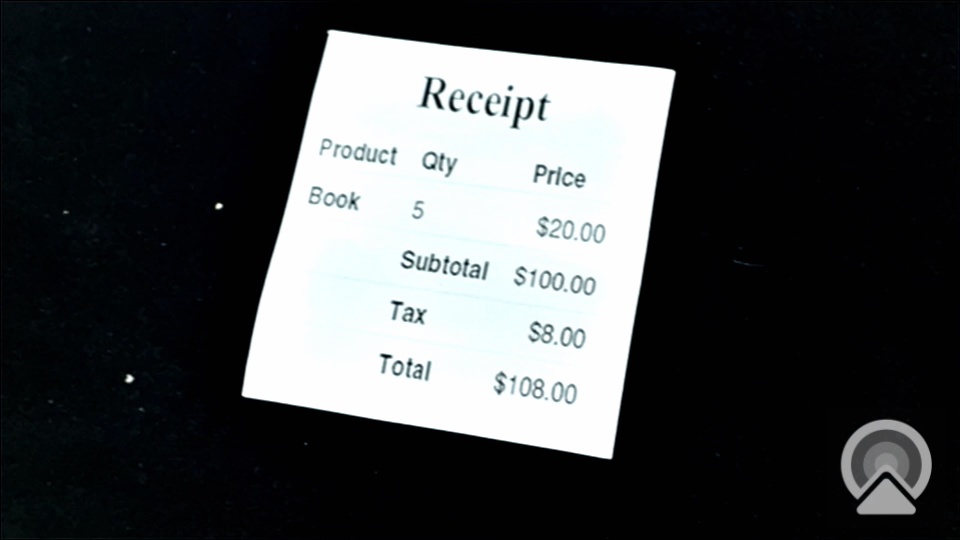 Receipt
Product Qty Price
Book 5 $20.00
Subtotal $100.00
Tax $8.00
Total $108.00